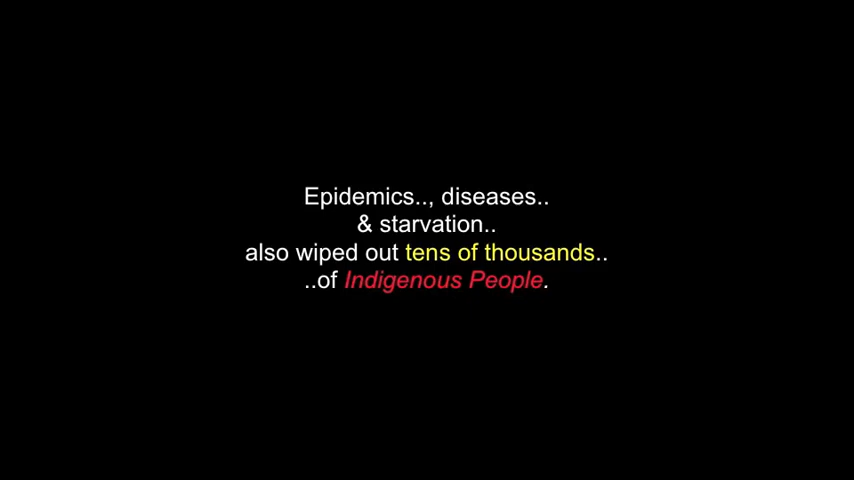 Epidemics.., diseases..
& starvation..
also wiped out tens of thousands..
..of Indigenous People.